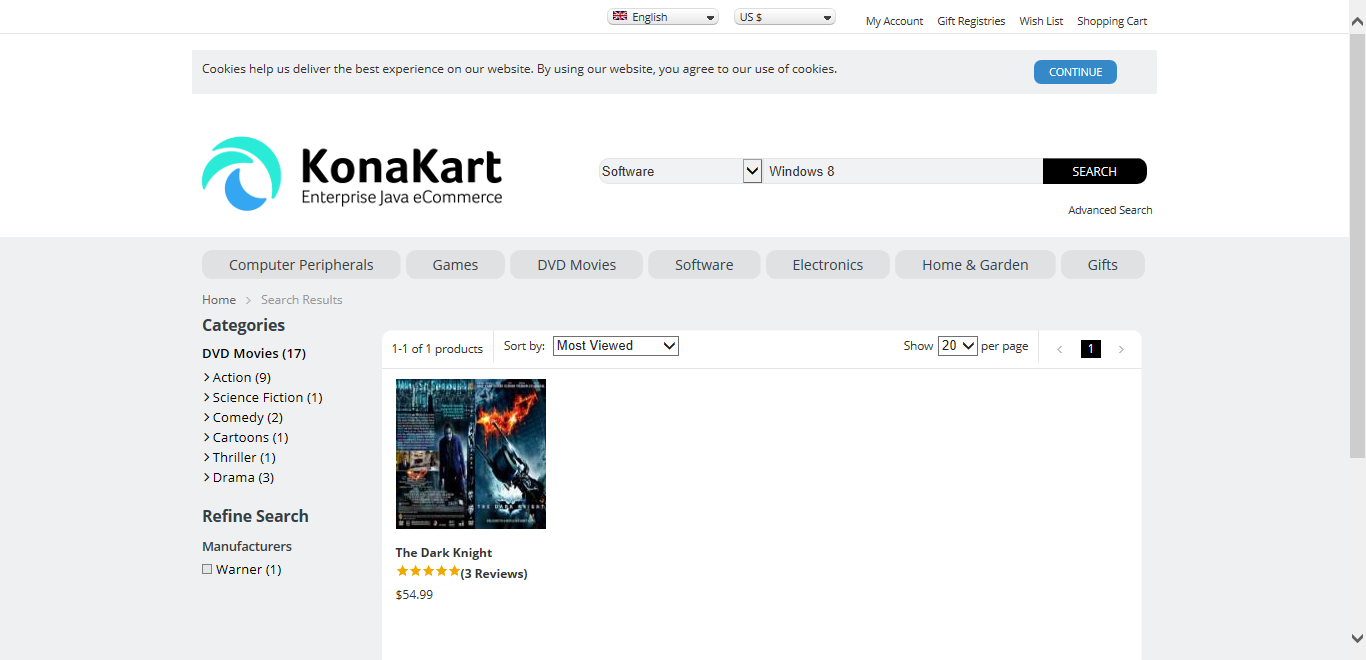 English
US $
My Account
Gift Registries
Wish List
Shopping Cart
Cookies help us deliver the best experience on our website. By using our website, you agree to our use of cookies.
CONTINUE
KonaKart
Enterprise Java eCommerce
Software
Windows 8
SEARCH
Advanced Search
Computer Peripherals
Games
DVD Movies
Software
Electronics
Home & Garden
Gifts
Home
Search Results
Categories
DVD Movies (17)
Action (9)
Science Fiction (1)
Comedy (2)
Cartoons (1)
Thriller (1)
Drama (3)
Refine Search
Manufacturers
Warner (1)
1-1 of 1 products
Sort by:
Most Viewed
Show
20
per page
1
THE DARK KNIGHT
The Dark Knight
(3 Reviews)
$54.99